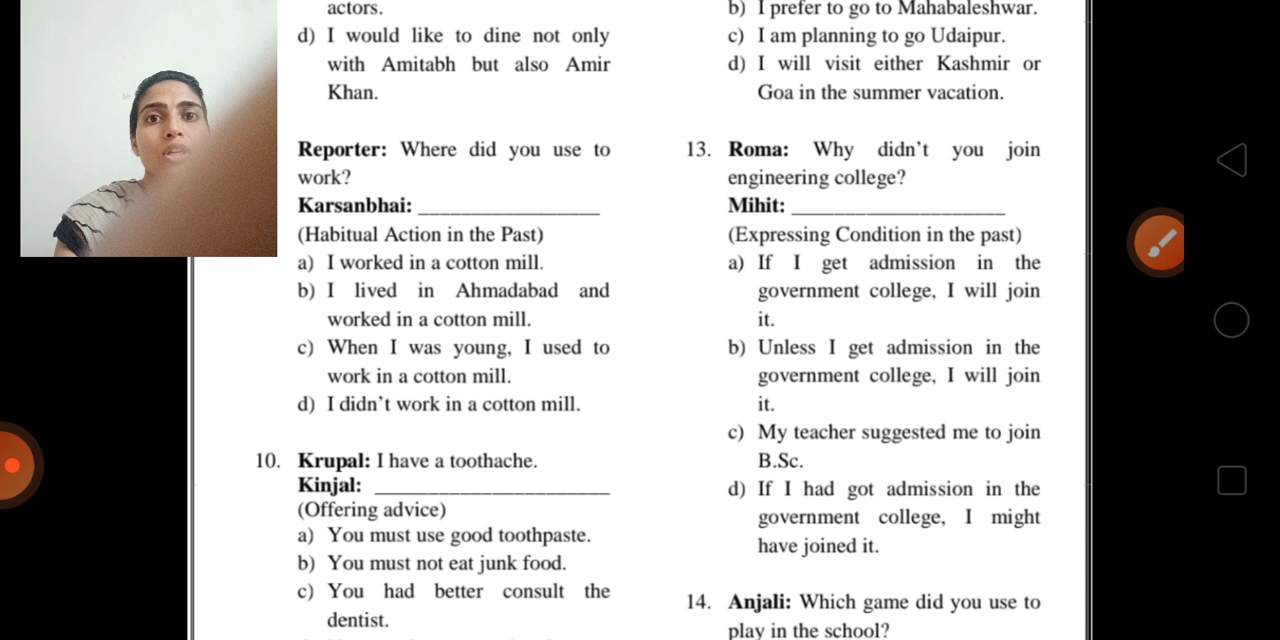 actors.
d) I would like to dine not only
with Amitabh but also Amir
Khan.
Reporter: Where did you use to
work?
Karsanbhai: _________________
(Habitual Action in the Past)
a) I worked in a cotton mill.
b) I lived in Ahmadabad and
worked in a cotton mill.
c) When I was young, I used to
work in a cotton mill.
d) I didn't work in a cotton mill.
10. Krupal: I have a toothache.
Kinjal: ______________________
(Offering advice)
a) You must use good toothpaste.
b) You must not eat junk food.
c) You had better consult the
dentist.
b) I prefer to go to Mahabaleshwar.
c) I am planning to go Udaipur.
d) I will visit either Kashmir or
Goa in the summer vacation.
13. Roma: Why didn't you join
engineering college?
Mihit: ____________________
(Expressing Condition in the past)
a) If I get admission in the
government college, I will join
it.
b) Unless I get admission in the
government college, I will join
it.
c) My teacher suggested me to join
B.Sc.
d) If I had got admission in the
government college, I might
have joined it.
14. Anjali: Which game did you use to
play in the school?